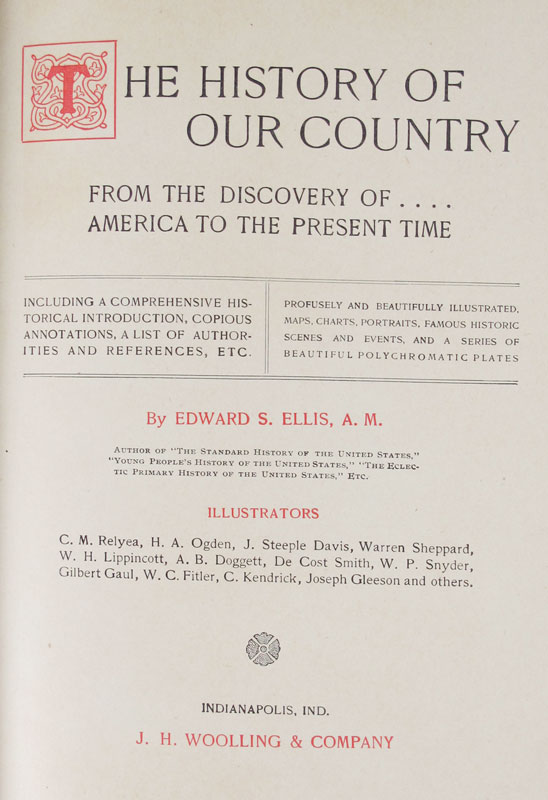 THE HISTORY OF
OUR COUNTRY
FROM THE DISCOVERY OF ....
AMERICA TO THE PRESENT TIME
INCLUDING A COMPREHENSIVE HIS-
TORICAL INTRODUCTION, COPIOUS
ANNOTATIONS, A LIST OF AUTHOR-
ITIES AND REFERENCES, ETC.
PROFUSELY AND BEAUTIFULLY ILLUSTRATED,
MAPS, CHARTS, PORTRAITS, FAMOUS HISTORIC
SCENES AND EVENTS, AND A SERIES OF
BEAUTIFUL POLYCHROMATIC PLATES
By EDWARD S. ELLIS, A. M.
AUTHOR OF "THE STANDARD HISTORY OF THE UNITED STATES,"
"YOUNG PEOPLE'S HISTORY OF THE UNITED STATES," "THE ECLEC-
TIC PRIMARY HISTORY OF THE UNITED STATES," ETC.
ILLUSTRATORS
C. M. Relyea, H. A. Ogden, J. Steeple Davis, Warren Sheppard,
W. H. Lippincott, A. B. Doggett, De Cost Smith, W. P. Snyder,
Gilbert Gaul, W. C. Fitler, C. Kendrick, Joseph Gleeson and others.
INDIANAPOLIS, IND.
J. H. WOOLLING & COMPANY